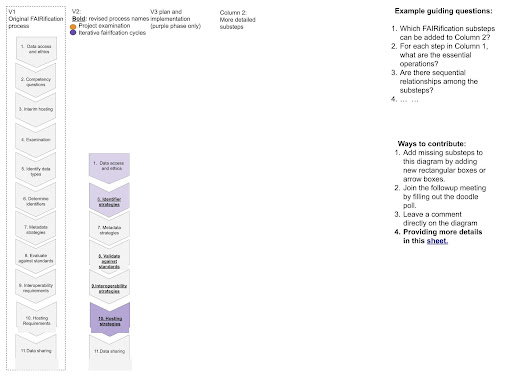 V1
Original FAIRification
process
V2:
Bold: revised process names
Project examination
Iterative fairifcation cycles
V3 plan and
implementation
(purple phase only)
Column 2:
More detailed
substeps
1. Data access
and ethics
2. Competency
questions
3. Interim hosting
4. Examination
5. Identify data
types
6. Determine
identifiers
7. Metadata
strategies
8. Evaluate
against standards
9. Interoperability
requirements
10. Hosting
Requirements
11.Data sharing
1. Data access
and ethics
7. Metadata
strategies
8. Validate
against
standards
9.Interoperability
strategies
10. Hosting
strategies
11.Data sharing
Example guiding questions:
1. Which FAIRification substeps
can be added to Column 2?
2. For each step in Column 1,
what are the essential
operations?
3. Are there sequential
relationships among the
substeps?
4. ... ...
Ways to contribute:
1. Add missing substeps to
this diagram by adding
new rectangular boxes or
arrow boxes.
2. Join the followup meeting
by filling out the doodle
poll.
3. Leave a comment
directly on the diagram
4. Providing more details
in this sheet.